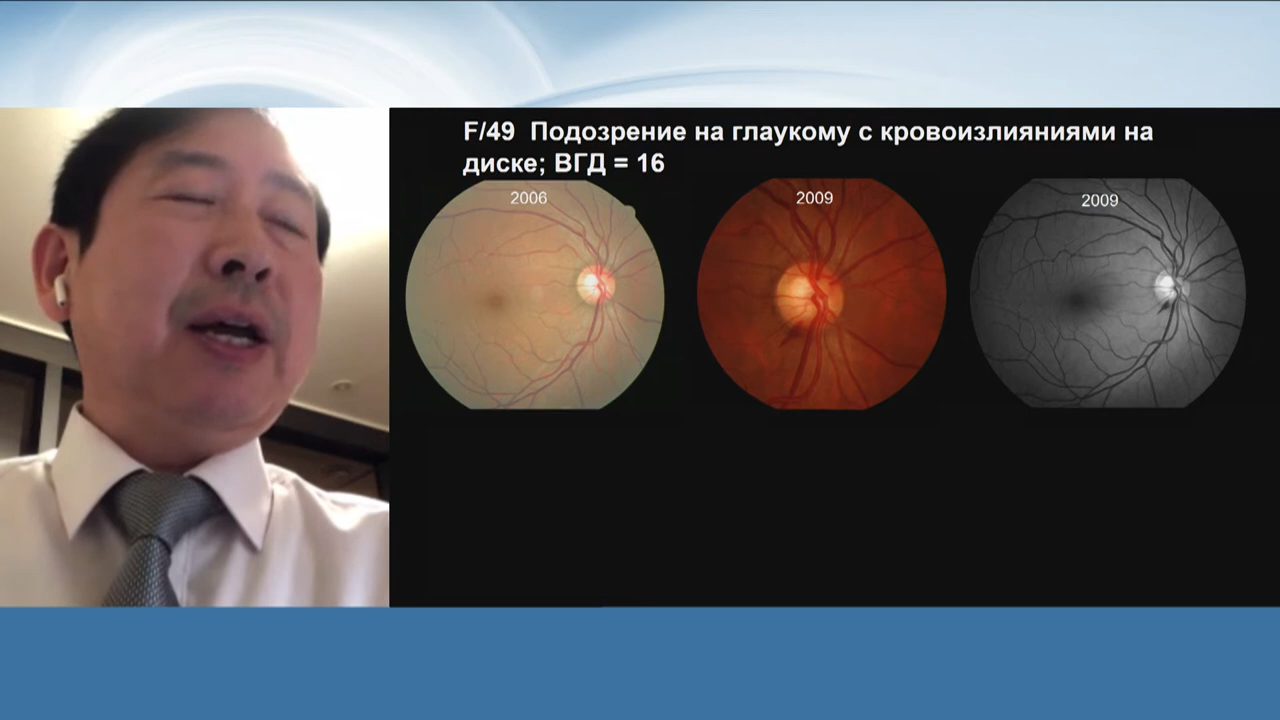 F/49 Подозрение на глаукому с кровоизлияниями на
диске; ВГД = 16
2006
2009
2009